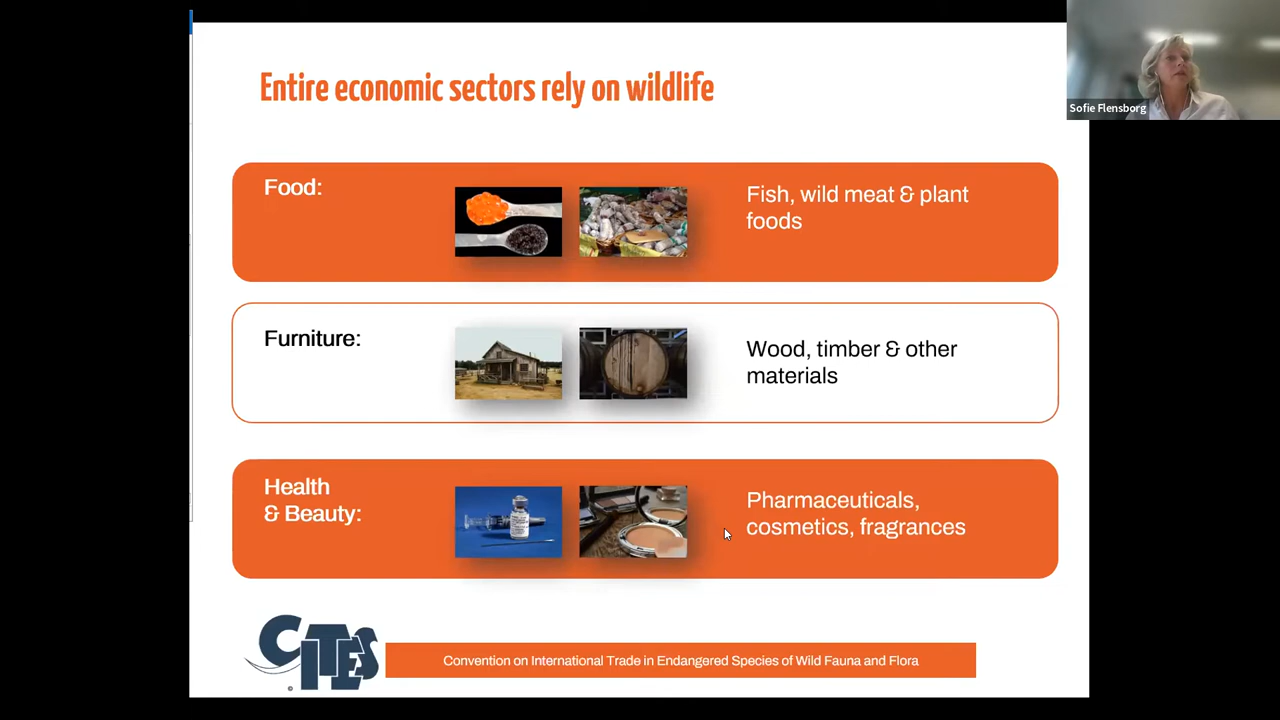 Entire economic sectors rely on wildlife
Sofie Flensborg
Food:
Fish, wild meat & plant
foods
Furniture:
Wood, timber & other
materials
Health
& Beauty:
Pharmaceuticals,
cosmetics, fragrances
CITES
©
Convention on International Trade in Endangered Species of Wild Fauna and Flora